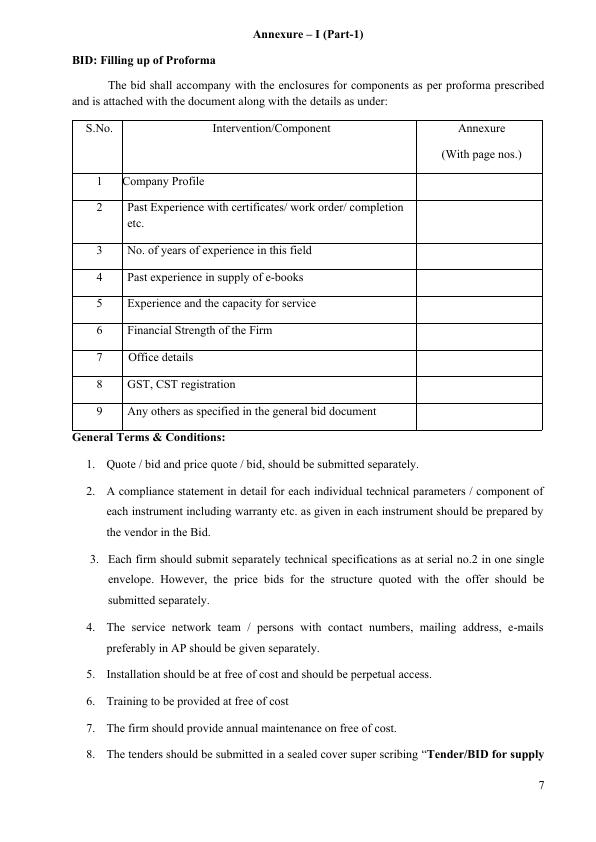 Annexure – I (Part-1)
BID: Filling up of Proforma
The bid shall accompany with the enclosures for components as per proforma prescribed
and is attached with the document along with the details as under:
S.No. Intervention/Component Annexure
(With page nos.)
1 Company Profile
2 Past Experience with certificates/ work order/ completion
etc.
3 No. of years of experience in this field
4 Past experience in supply of e-books
5 Experience and the capacity for service
6 Financial Strength of the Firm
7 Office details
8 GST, CST registration
9 Any others as specified in the general bid document
General Terms & Conditions:
1. Quote / bid and price quote / bid, should be submitted separately.
2. A compliance statement in detail for each individual technical parameters / component of
each instrument including warranty etc. as given in each instrument should be prepared by
the vendor in the Bid.
3. Each firm should submit separately technical specifications as at serial no.2 in one single
envelope. However, the price bids for the structure quoted with the offer should be
submitted separately.
4. The service network team / persons with contact numbers, mailing address, e-mails
preferably in AP should be given separately.
5. Installation should be at free of cost and should be perpetual access.
6. Training to be provided at free of cost
7. The firm should provide annual maintenance on free of cost.
8. The tenders should be submitted in a sealed cover super scribing “Tender/BID for supply
7